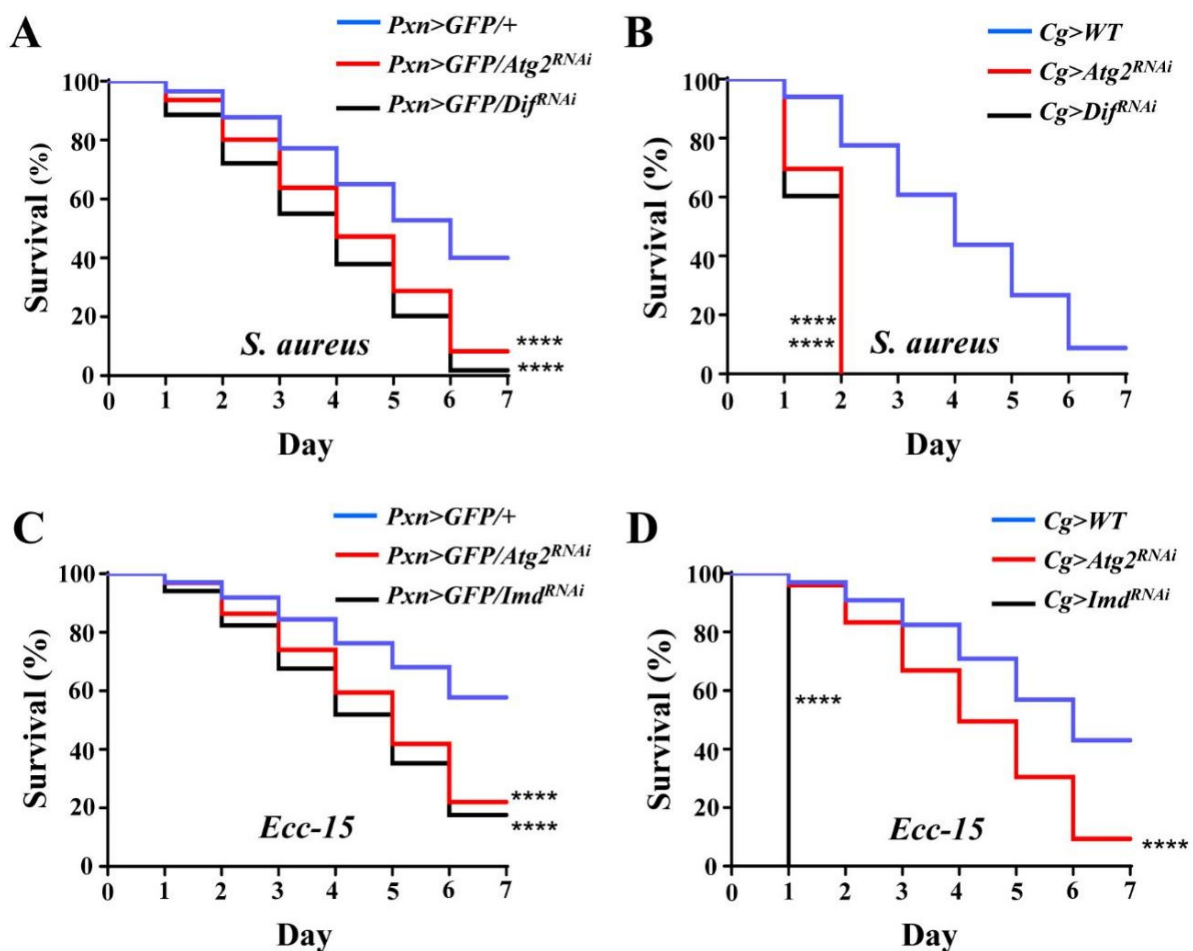 A
Pxn>GFP/+
Pxn>GFP/Atg2RNAi
Pxn>GFP/DifRNAi
Survival (%)
100
80
60
40
20
0
S. aureus
****
****
0 1 2 3 4 5 6 7
Day
B
Cg>WT
Cg>Atg2RNAi
Cg>DifRNAi
Survival (%)
100
80
60
40
20
0
****
****
S. aureus
0 1 2 3 4 5 6 7
Day
C
Pxn>GFP/+
Pxn>GFP/Atg2RNAi
Pxn>GFP/ImdRNAi
Survival (%)
100
80
60
40
20
0
Ecc-15
****
****
0 1 2 3 4 5 6 7
Day
D
Cg>WT
Cg>Atg2RNAi
Cg>ImdRNAi
Survival (%)
100
80
60
40
20
0
****
Ecc-15
****
0 1 2 3 4 5 6 7
Day